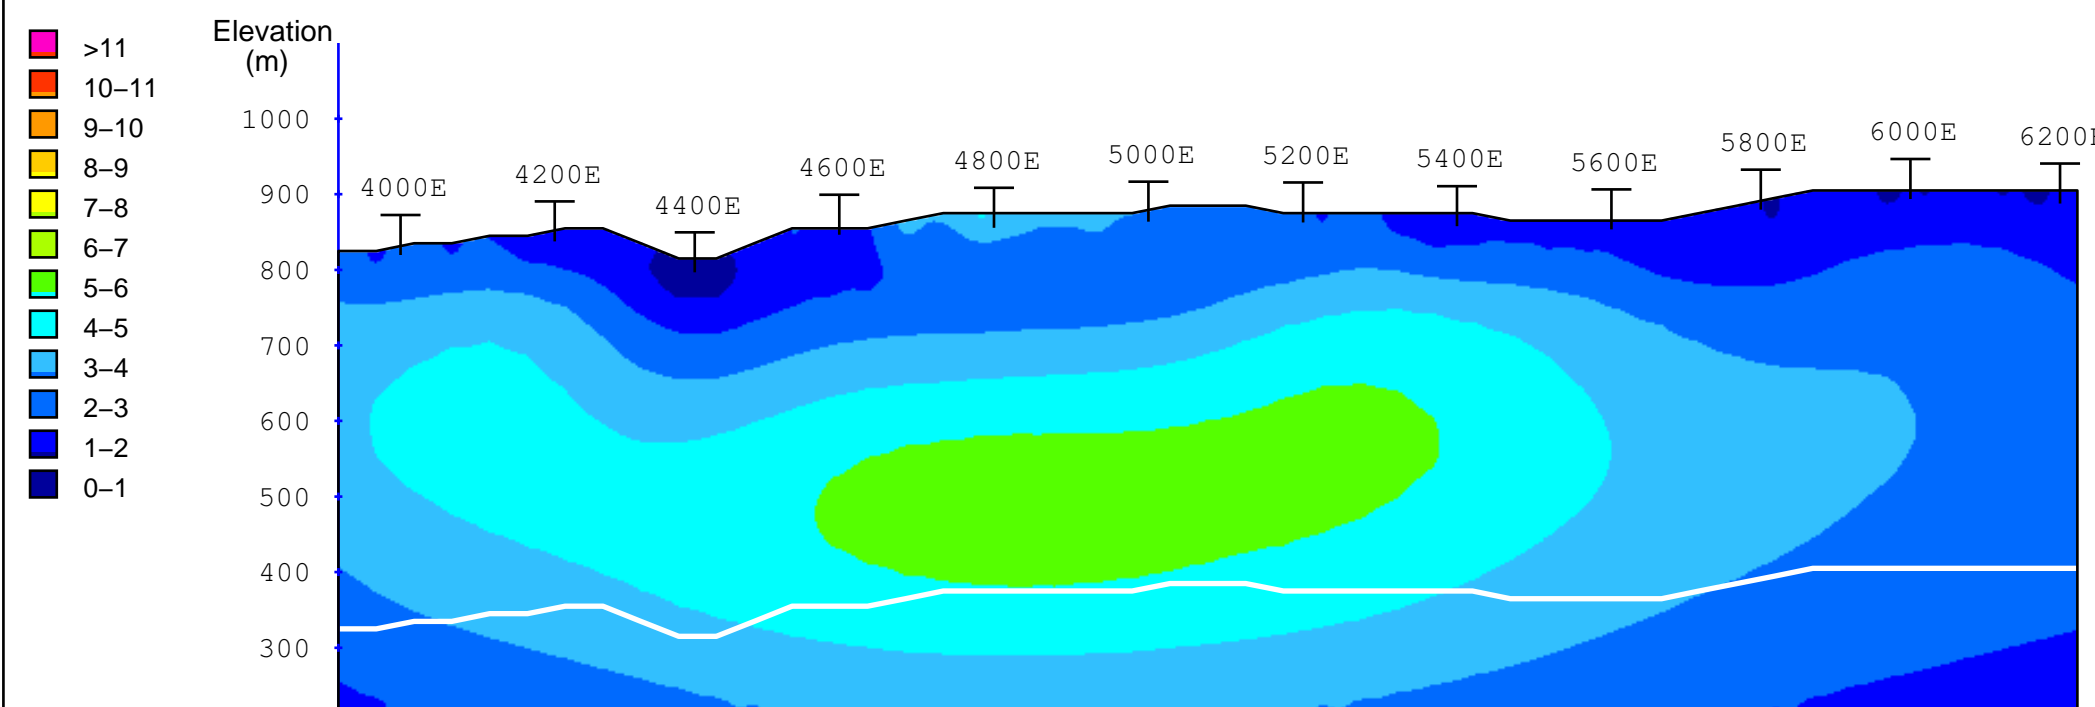 >11
10–11
9–10
8–9
7–8
6–7
5–6
4–5
3–4
2–3
1–2
0–1
Elevation
(m)
1000
900
800
700
600
500
400
300
4000E
4200E
4400E
4600E
4800E
5000E
5200E
5400E
5600E
5800E
6000E
6200E